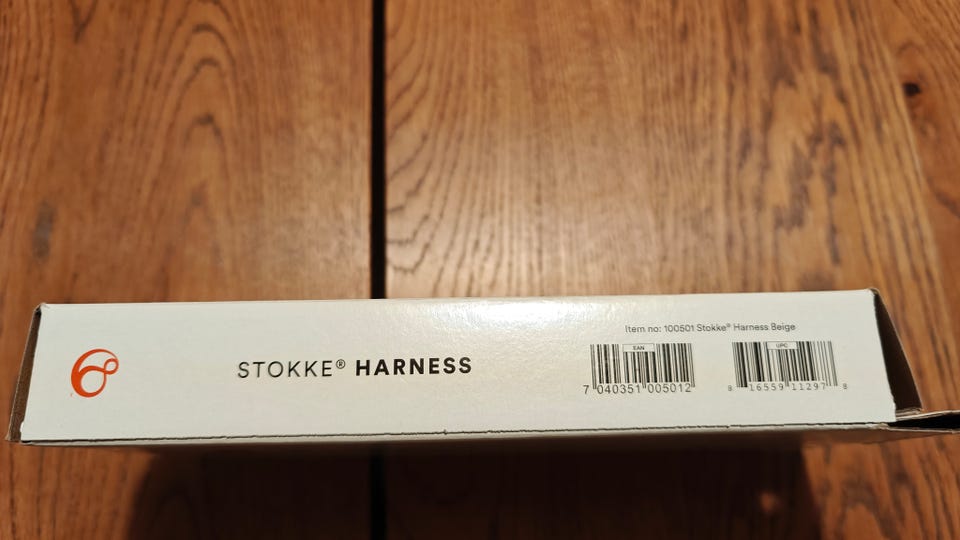 Item no: 100501 Stokke® Harness Beige
STOKKE® HARNESS
EAN
UPC
7 040351 005012
8 16559 11297 8